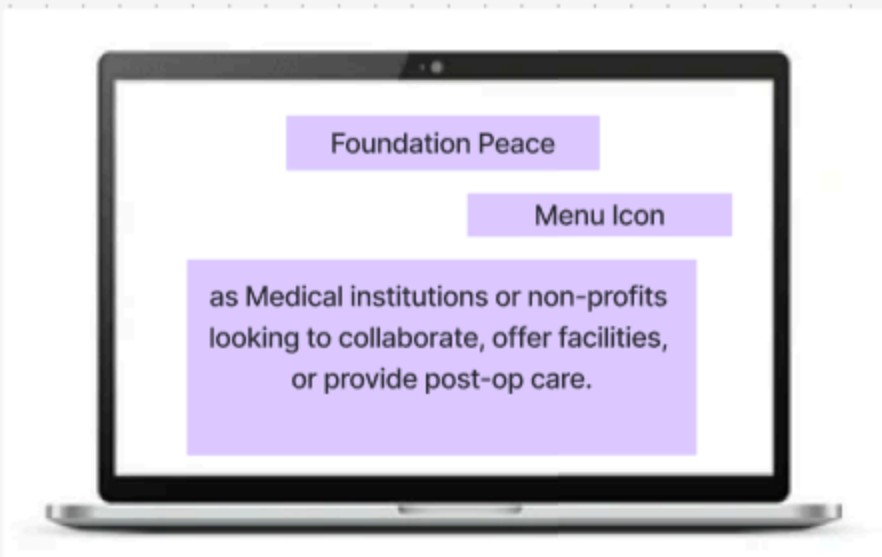 Foundation Peace
Menu Icon
as Medical institutions or non-profits
looking to collaborate, offer facilities,
or provide post-op care.